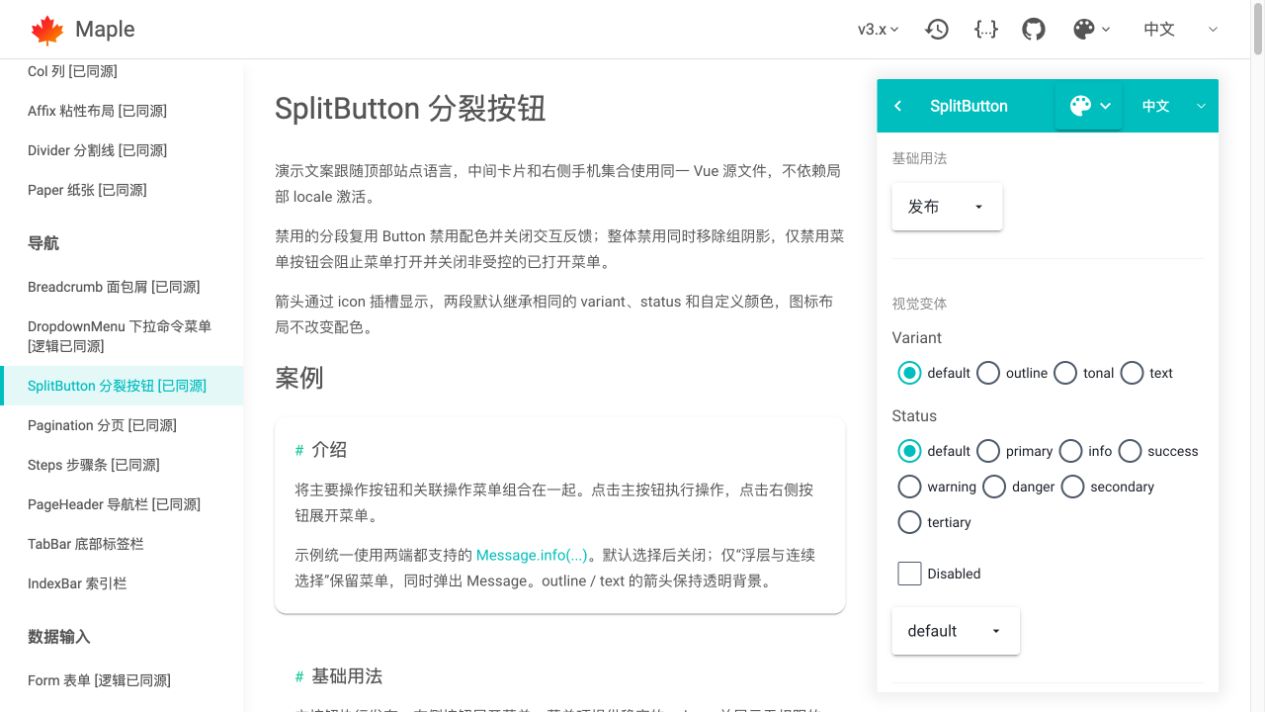 Maple
v3.x
{...}
中文
Col 列 [已同源]
Affix 粘性布局 [已同源]
Divider 分割线 [已同源]
Paper 纸张 [已同源]
导航
Breadcrumb 面包屑 [已同源]
DropdownMenu 下拉命令菜单
[逻辑已同源]
SplitButton 分裂按钮 [已同源]
Pagination 分页 [已同源]
Steps 步骤条 [已同源]
PageHeader 导航栏 [已同源]
TabBar 底部标签栏
IndexBar 索引栏
数据输入
Form 表单 [逻辑已同源]
SplitButton 分裂按钮
演示文案跟随顶部站点语言，中间卡片和右侧手机集合使用同一 Vue 源文件，不依赖局
部 locale 激活。
禁用的分段复用 Button 禁用配色并关闭交互反馈；整体禁用同时移除组阴影，仅禁用菜
单按钮会阻止菜单打开并关闭非受控的已打开菜单。
箭头通过 icon 插槽显示，两段默认继承相同的 variant、status 和自定义颜色，图标布
局不改变配色。
案例
# 介绍
将主要操作按钮和关联操作菜单组合在一起。点击主按钮执行操作，点击右侧按
钮展开菜单。
示例统一使用两端都支持的 Message.info(...)。默认选择后关闭；仅“浮层与连续
选择”保留菜单，同时弹出 Message。outline / text 的箭头保持透明背景。
# 基础用法
SplitButton
中文
基础用法
发布
视觉变体
Variant
default outline tonal text
Status
default primary info success
warning danger secondary
tertiary
Disabled
default